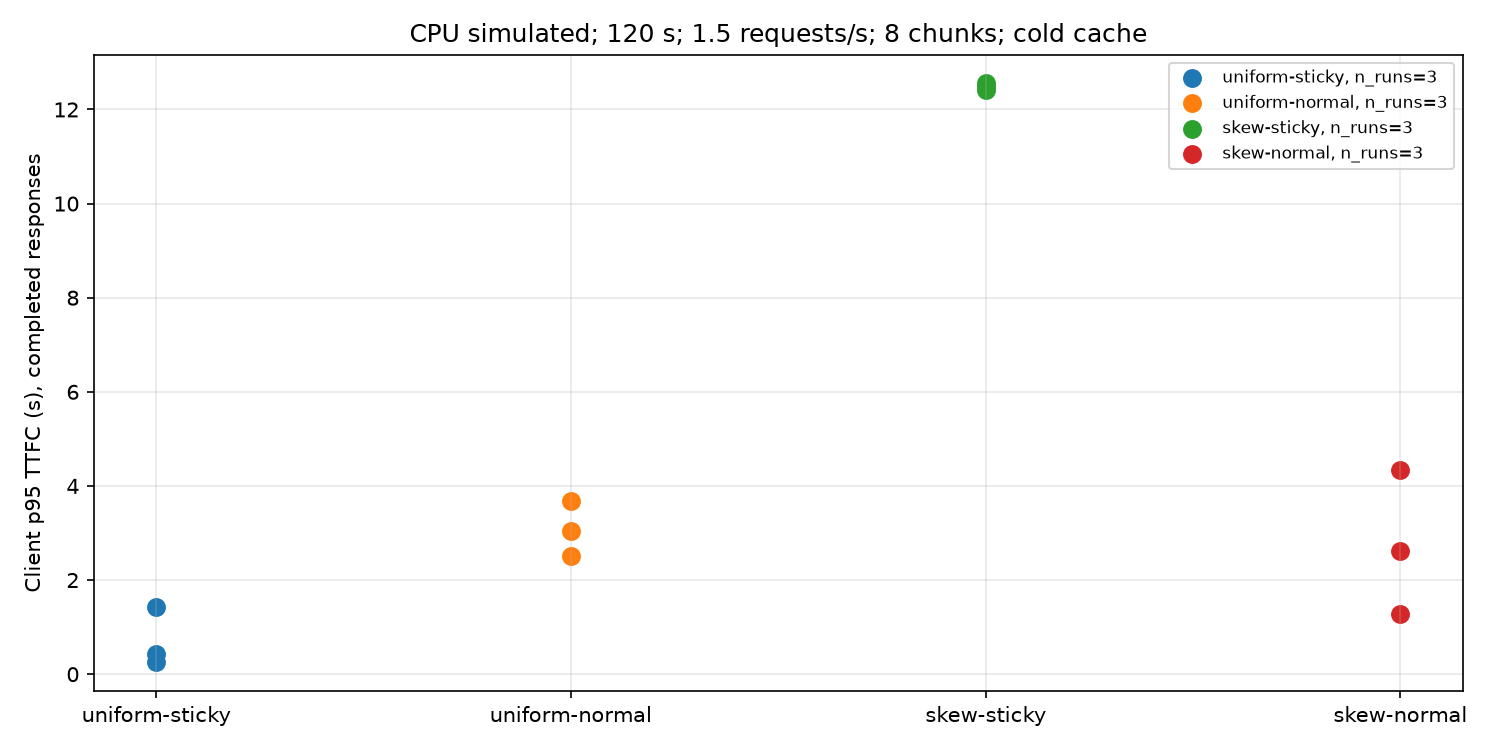 CPU simulated; 120 s; 1.5 requests/s; 8 chunks; cold cache
uniform-sticky, n_runs=3
uniform-normal, n_runs=3
skew-sticky, n_runs=3
skew-normal, n_runs=3
Client p95 TTFC (s), completed responses
12
10
8
6
4
2
0
uniform-sticky
uniform-normal
skew-sticky
skew-normal